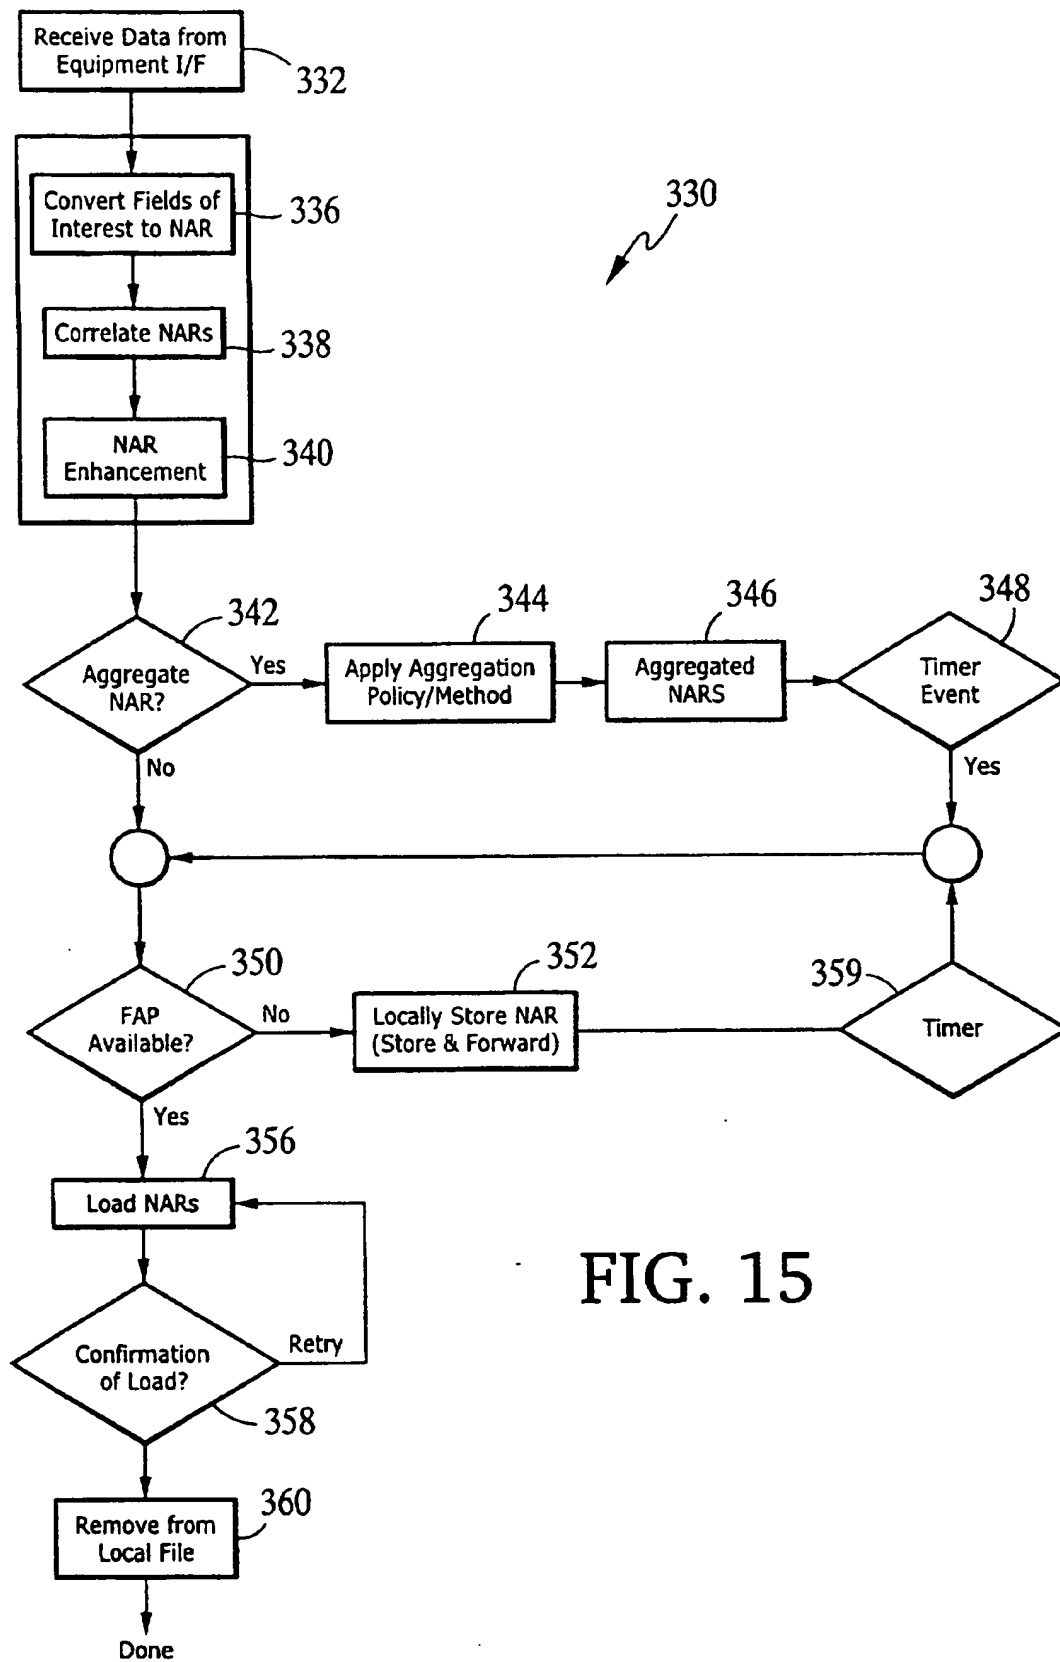 Receive Data from
Equipment I/F
332
Convert Fields of
Interest to NAR
336
330
Correlate NARs
338
NAR
Enhancement
340
342
344
346
348
Aggregate
NAR?
Yes
Apply Aggregation
Policy/Method
Aggregated
NARS
Timer
Event
No
Yes
350
352
359
FAP
Available?
No
Locally Store NAR
(Store & Forward)
Timer
Yes
356
Load NARs
FIG. 15
Confirmation
of Load?
Retry
358
360
Remove from
Local File
Done